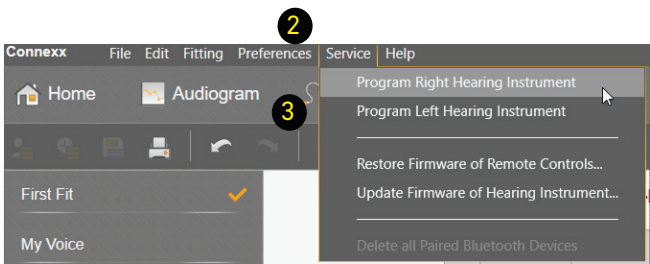 2
Connexx File Edit Fitting Preferences Service Help
Home Audiogram
3
Program Right Hearing Instrument
Program Left Hearing Instrument
Restore Firmware of Remote Controls...
Update Firmware of Hearing Instrument...
Delete all Paired Bluetooth Devices
First Fit
My Voice